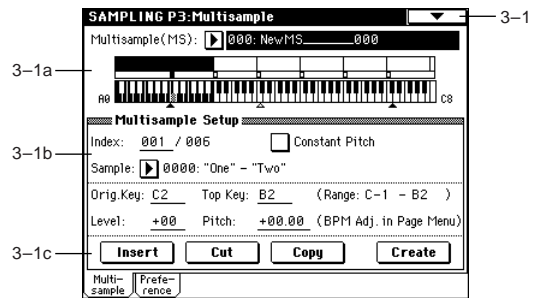 SAMPLING P3:Multisample
3–1
Multisample(MS): 000: NewMS_______000
3–1a
A0 C8
Multisample Setup
Index: 001 / 006 Constant Pitch
3–1b
Sample: 0000: "One" – "Two"
Orig.Key: C2 Top Key: B2 (Range: C-1 – B2 )
Level: +00 Pitch: +00.00 (BPM Adj. in Page Menu)
3–1c
Insert Cut Copy Create
Multi- Prefe-
sample rence